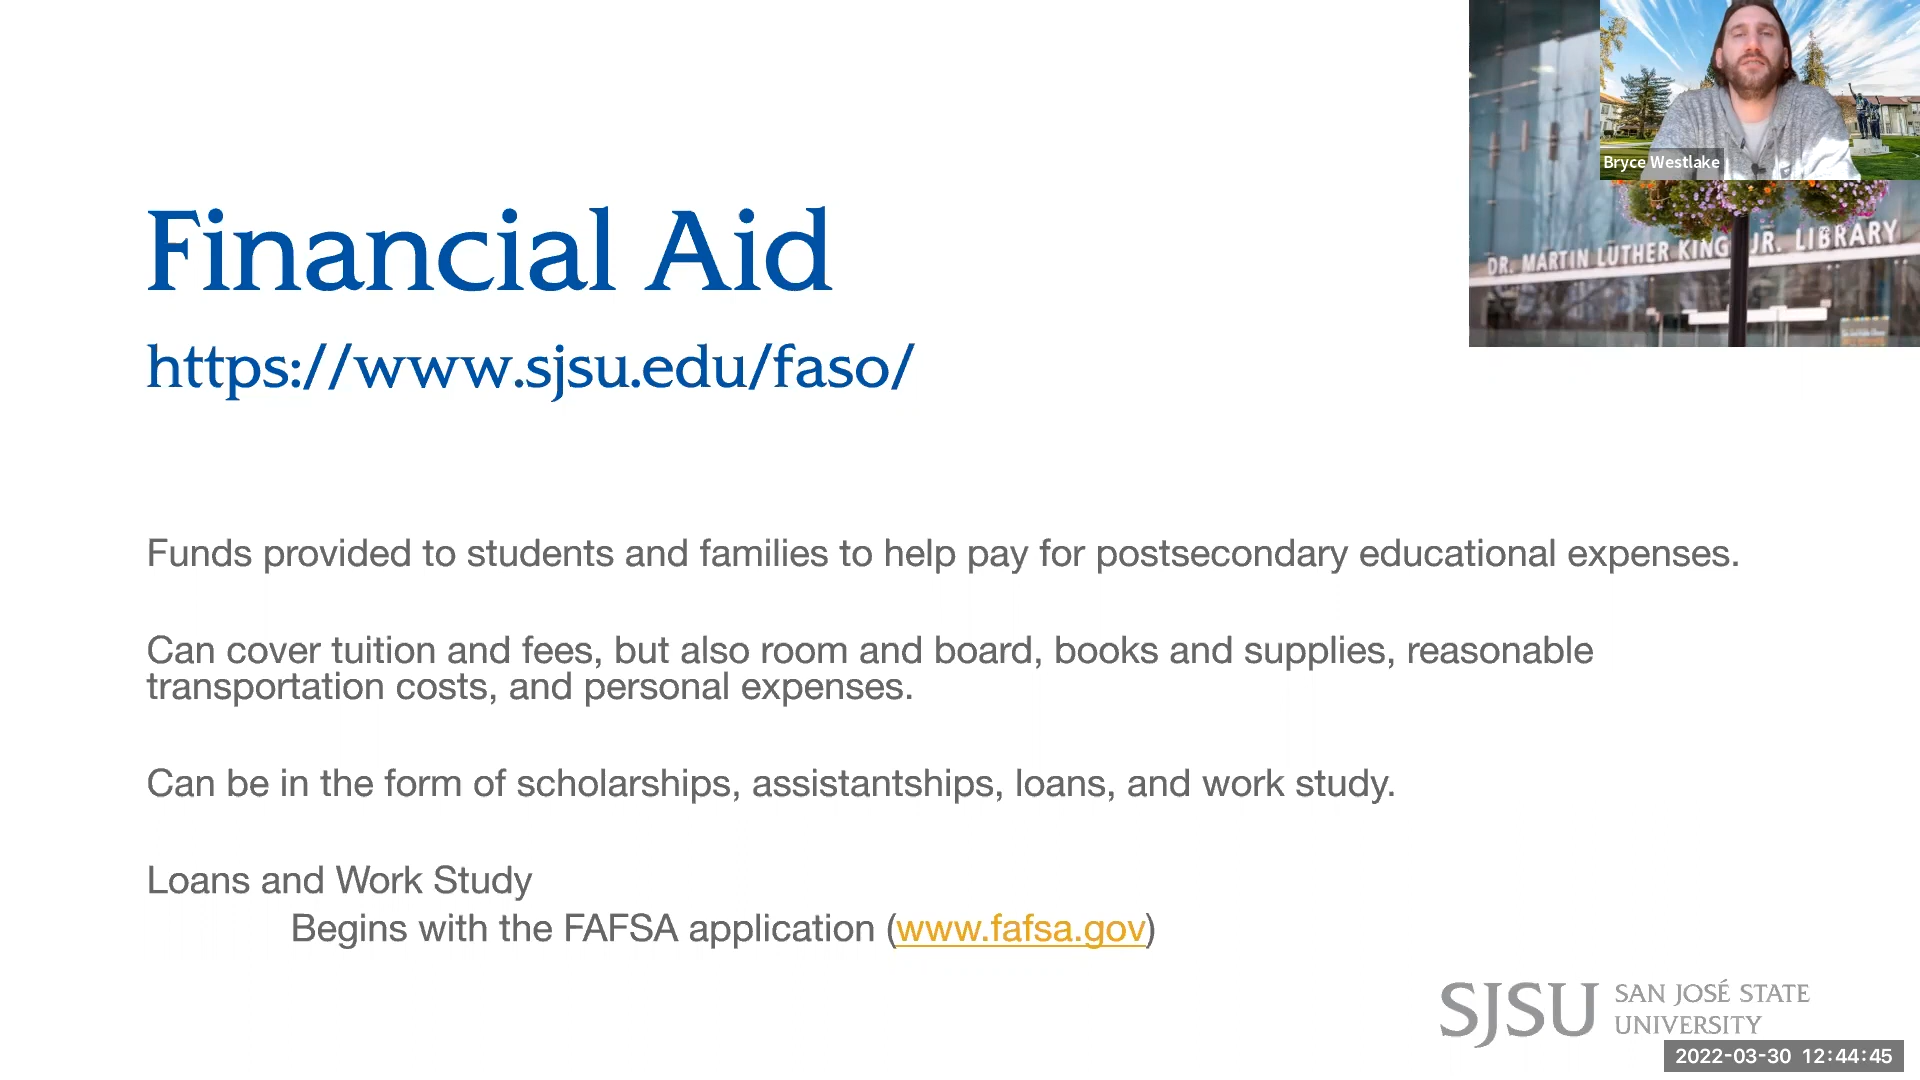 Bryce Westlake
DR. MARTIN LUTHER KING JR. LIBRARY
Financial Aid
https://www.sjsu.edu/faso/
Funds provided to students and families to help pay for postsecondary educational expenses.
Can cover tuition and fees, but also room and board, books and supplies, reasonable
transportation costs, and personal expenses.
Can be in the form of scholarships, assistantships, loans, and work study.
Loans and Work Study
Begins with the FAFSA application (www.fafsa.gov)
SJSU SAN JOSÉ STATE
UNIVERSITY
2022-03-30 12:44:45